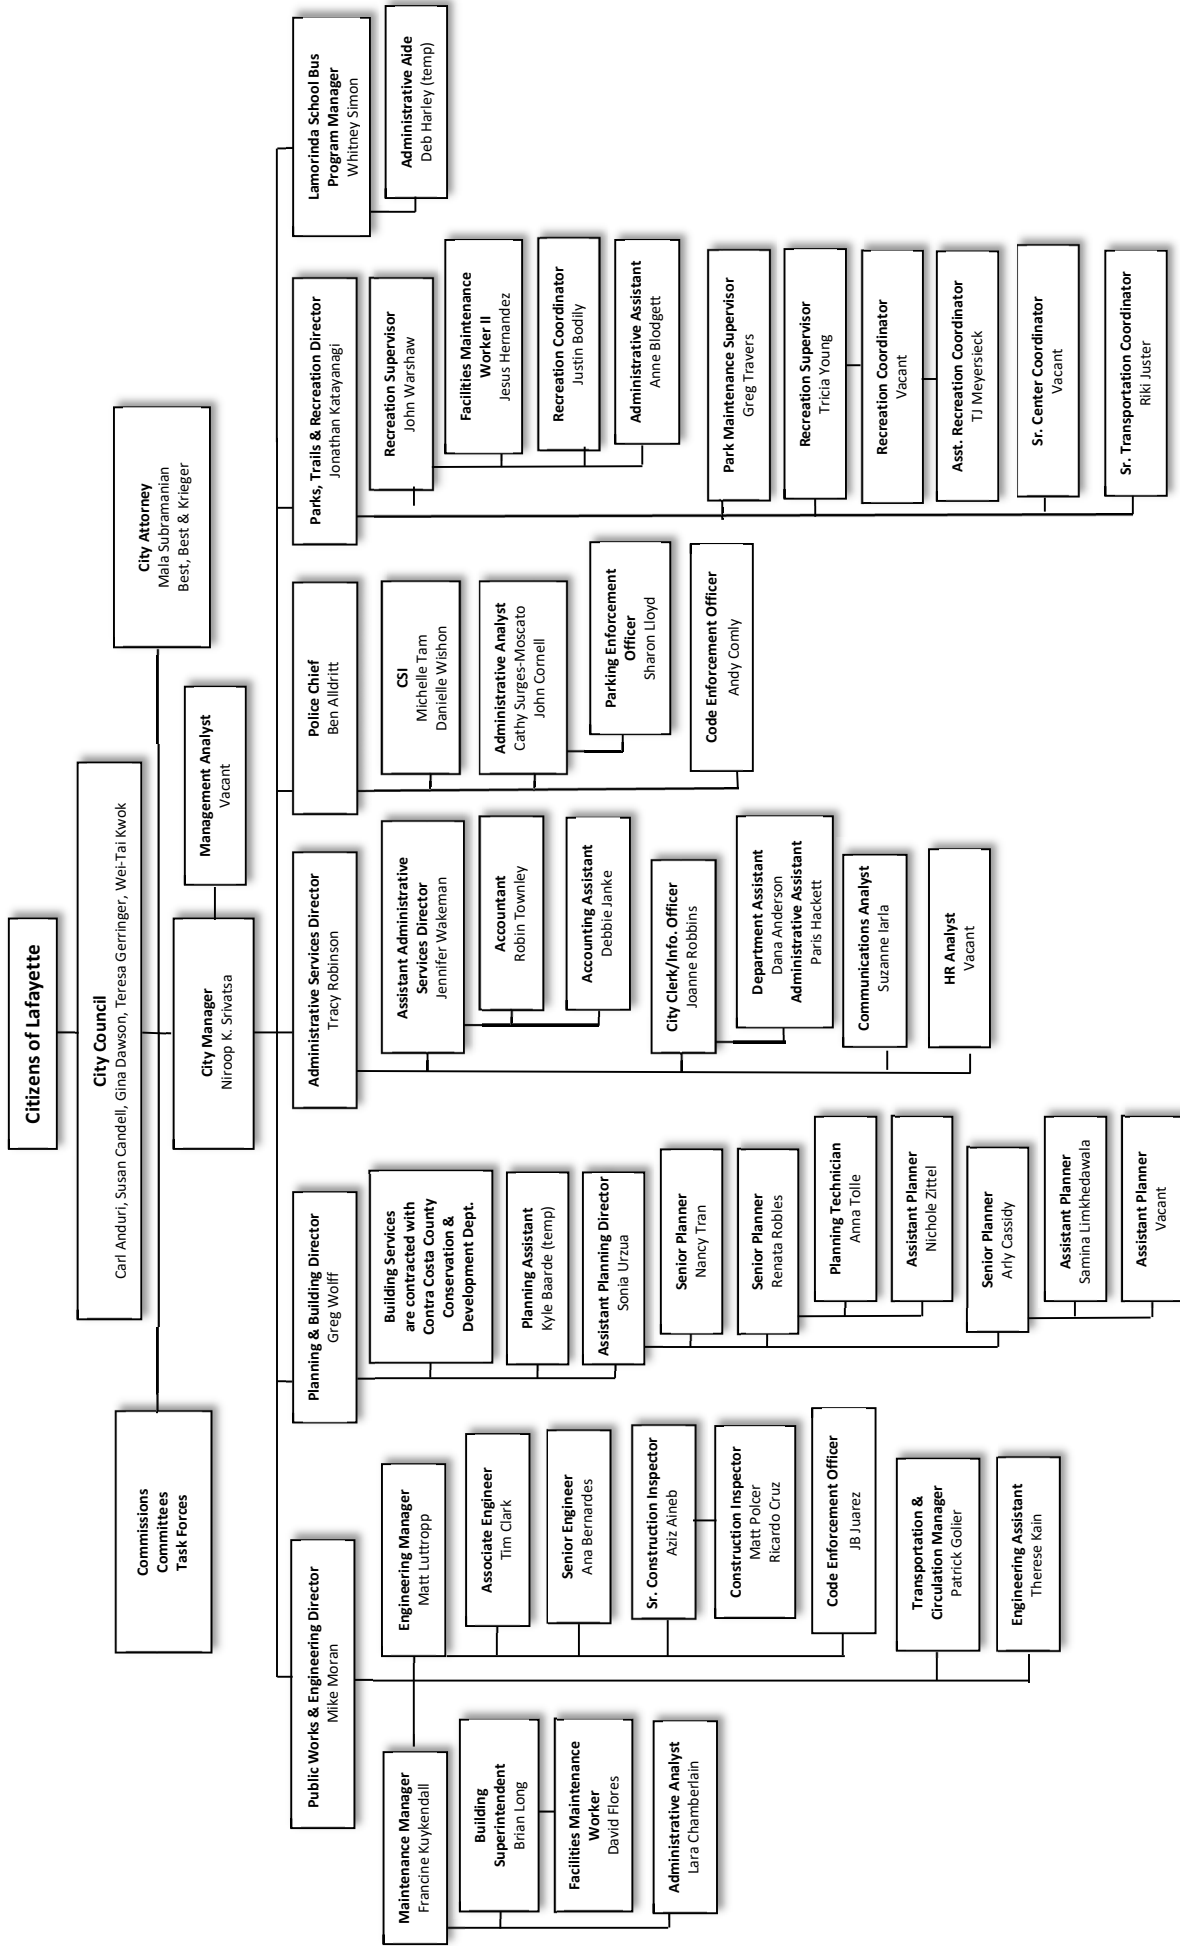 Citizens of Lafayette
City Council
Carl Anduri, Susan Candell, Gina Dawson, Teresa Gerringer, Wei-Tai Kwok
Commissions
Committees
Task Forces
City Attorney
Mala Subramanian
Best, Best & Krieger
City Manager
Niroop K. Srivatsa
Management Analyst
Vacant
Public Works & Engineering Director
Mike Moran
Maintenance Manager
Francine Kuykendall
Building
Superintendent
Brian Long
Facilities Maintenance
Worker
David Flores
Administrative Analyst
Lara Chamberlain
Engineering Manager
Matt Luttropp
Associate Engineer
Tim Clark
Senior Engineer
Ana Bernardes
Sr. Construction Inspector
Aziz Aineb
Construction Inspector
Matt Polcer
Ricardo Cruz
Code Enforcement Officer
JB Juarez
Transportation &
Circulation Manager
Patrick Golier
Engineering Assistant
Therese Kain
Planning & Building Director
Greg Wolff
Building Services
are contracted with
Contra Costa County
Conservation &
Development Dept.
Planning Assistant
Kyle Baarde (temp)
Assistant Planning Director
Sonia Urzua
Senior Planner
Nancy Tran
Senior Planner
Renata Robles
Planning Technician
Anna Tolle
Assistant Planner
Nichole Zittel
Senior Planner
Arly Cassidy
Assistant Planner
Samina Limkhedawala
Assistant Planner
Vacant
Administrative Services Director
Tracy Robinson
Assistant Administrative
Services Director
Jennifer Wakeman
Accountant
Robin Townley
Accounting Assistant
Debbie Janke
City Clerk/Info. Officer
Joanne Robbins
Department Assistant
Dana Anderson
Administrative Assistant
Paris Hackett
Communications Analyst
Suzanne Iarla
HR Analyst
Vacant
Police Chief
Ben Alldritt
CSI
Michelle Tam
Danielle Wishon
Administrative Analyst
Cathy Surges-Moscato
John Cornell
Parking Enforcement
Officer
Sharon Lloyd
Code Enforcement Officer
Andy Comly
Parks, Trails & Recreation Director
Jonathan Katayanagi
Recreation Supervisor
John Warshaw
Facilities Maintenance
Worker II
Jesus Hernandez
Recreation Coordinator
Justin Bodily
Administrative Assistant
Anne Blodgett
Park Maintenance Supervisor
Greg Travers
Recreation Supervisor
Tricia Young
Recreation Coordinator
Vacant
Asst. Recreation Coordinator
TJ Meyersieck
Sr. Center Coordinator
Vacant
Sr. Transportation Coordinator
Riki Juster
Lamorinda School Bus
Program Manager
Whitney Simon
Administrative Aide
Deb Harley (temp)